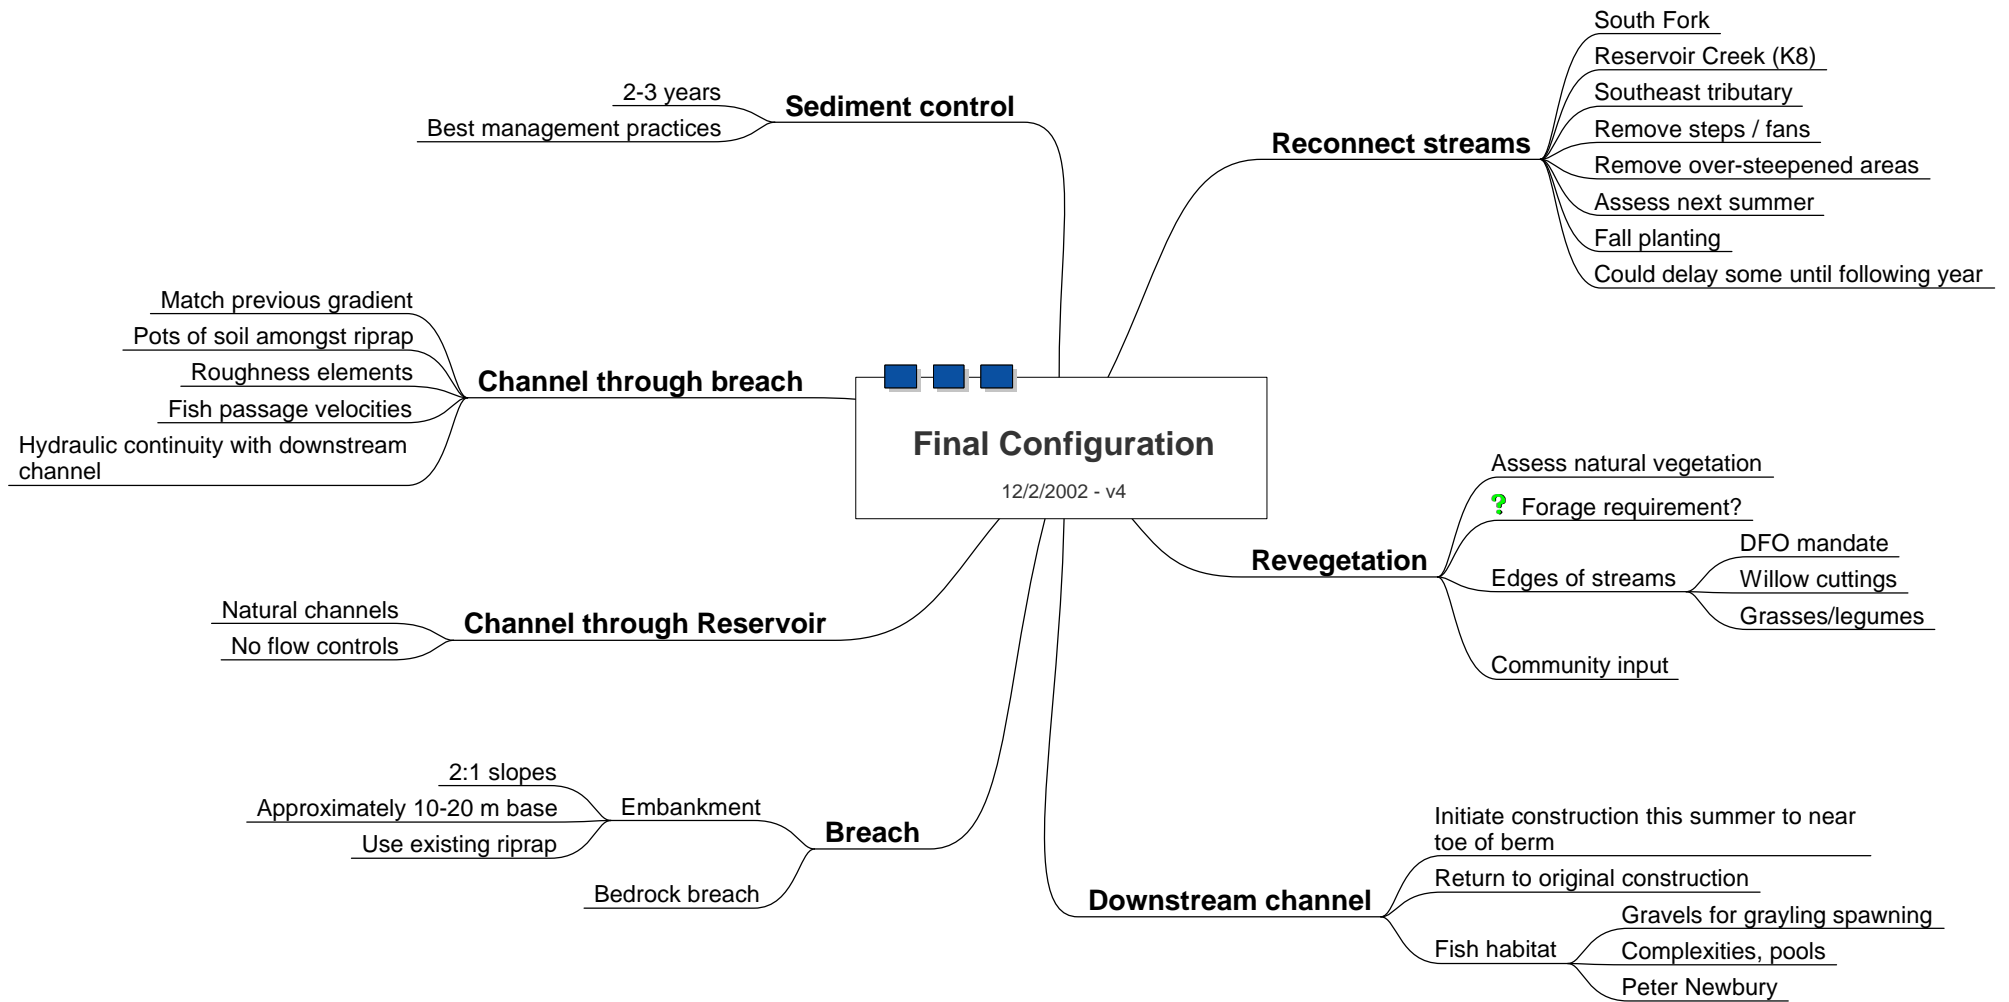 Final Configuration
12/2/2002 - v4
Reconnect streams
South Fork
Reservoir Creek (K8)
Southeast tributary
Remove steps / fans
Remove over-steepened areas
Assess next summer
Fall planting
Could delay some until following year
Revegetation
Assess natural vegetation
? Forage requirement?
Edges of streams
DFO mandate
Willow cuttings
Grasses/legumes
Community input
Downstream channel
Initiate construction this summer to near
toe of berm
Return to original construction
Fish habitat
Gravels for grayling spawning
Complexities, pools
Peter Newbury
Breach
Embankment
2:1 slopes
Approximately 10-20 m base
Use existing riprap
Bedrock breach
Channel through Reservoir
Natural channels
No flow controls
Channel through breach
Match previous gradient
Pots of soil amongst riprap
Roughness elements
Fish passage velocities
Hydraulic continuity with downstream
channel
Sediment control
2-3 years
Best management practices